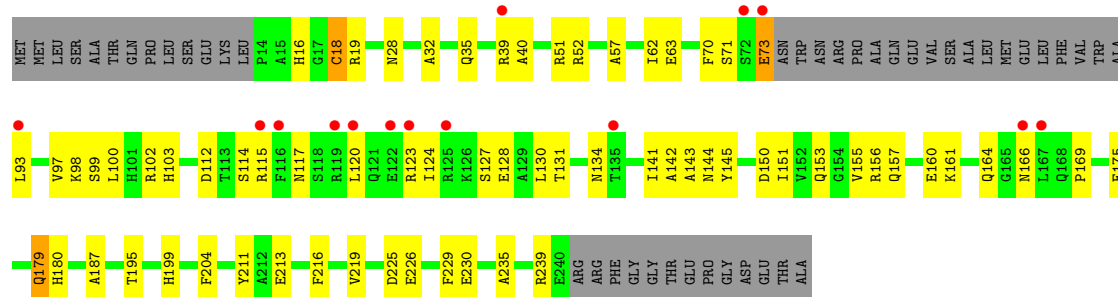 MET MET LEU SER ALA THR GLN PRO LEU SER GLU LYS LEU P14 A15 H16 G17 C18 R19 N28 A32 Q35 R39 A40 R51 R52 A57 I62 E63 F70 S71 S72 E73 ASN TRP ASN ARG PRO ALA GLN GLU VAL SER ALA LEU MET GLU LEU PHE VAL TRP ALA
L93 V97 K98 S99 L100 H101 R102 H103 D112 T113 S114 R115 F116 N117 S118 R119 L120 Q121 E122 R123 I124 R125 K126 S127 E128 A129 L130 T131 N134 T135 I141 A142 A143 N144 Y145 D150 I151 V152 Q153 G154 V155 R156 Q157 E160 K161 Q164 G165 N166 L167 Q168 P169 E175
Q179 H180 A187 T195 H199 F204 Y211 A212 E213 F216 V219 D225 E226 F229 E230 A235 R239 E240 ARG ARG PHE GLY GLY THR GLU PRO GLY ASP GLU THR ALA